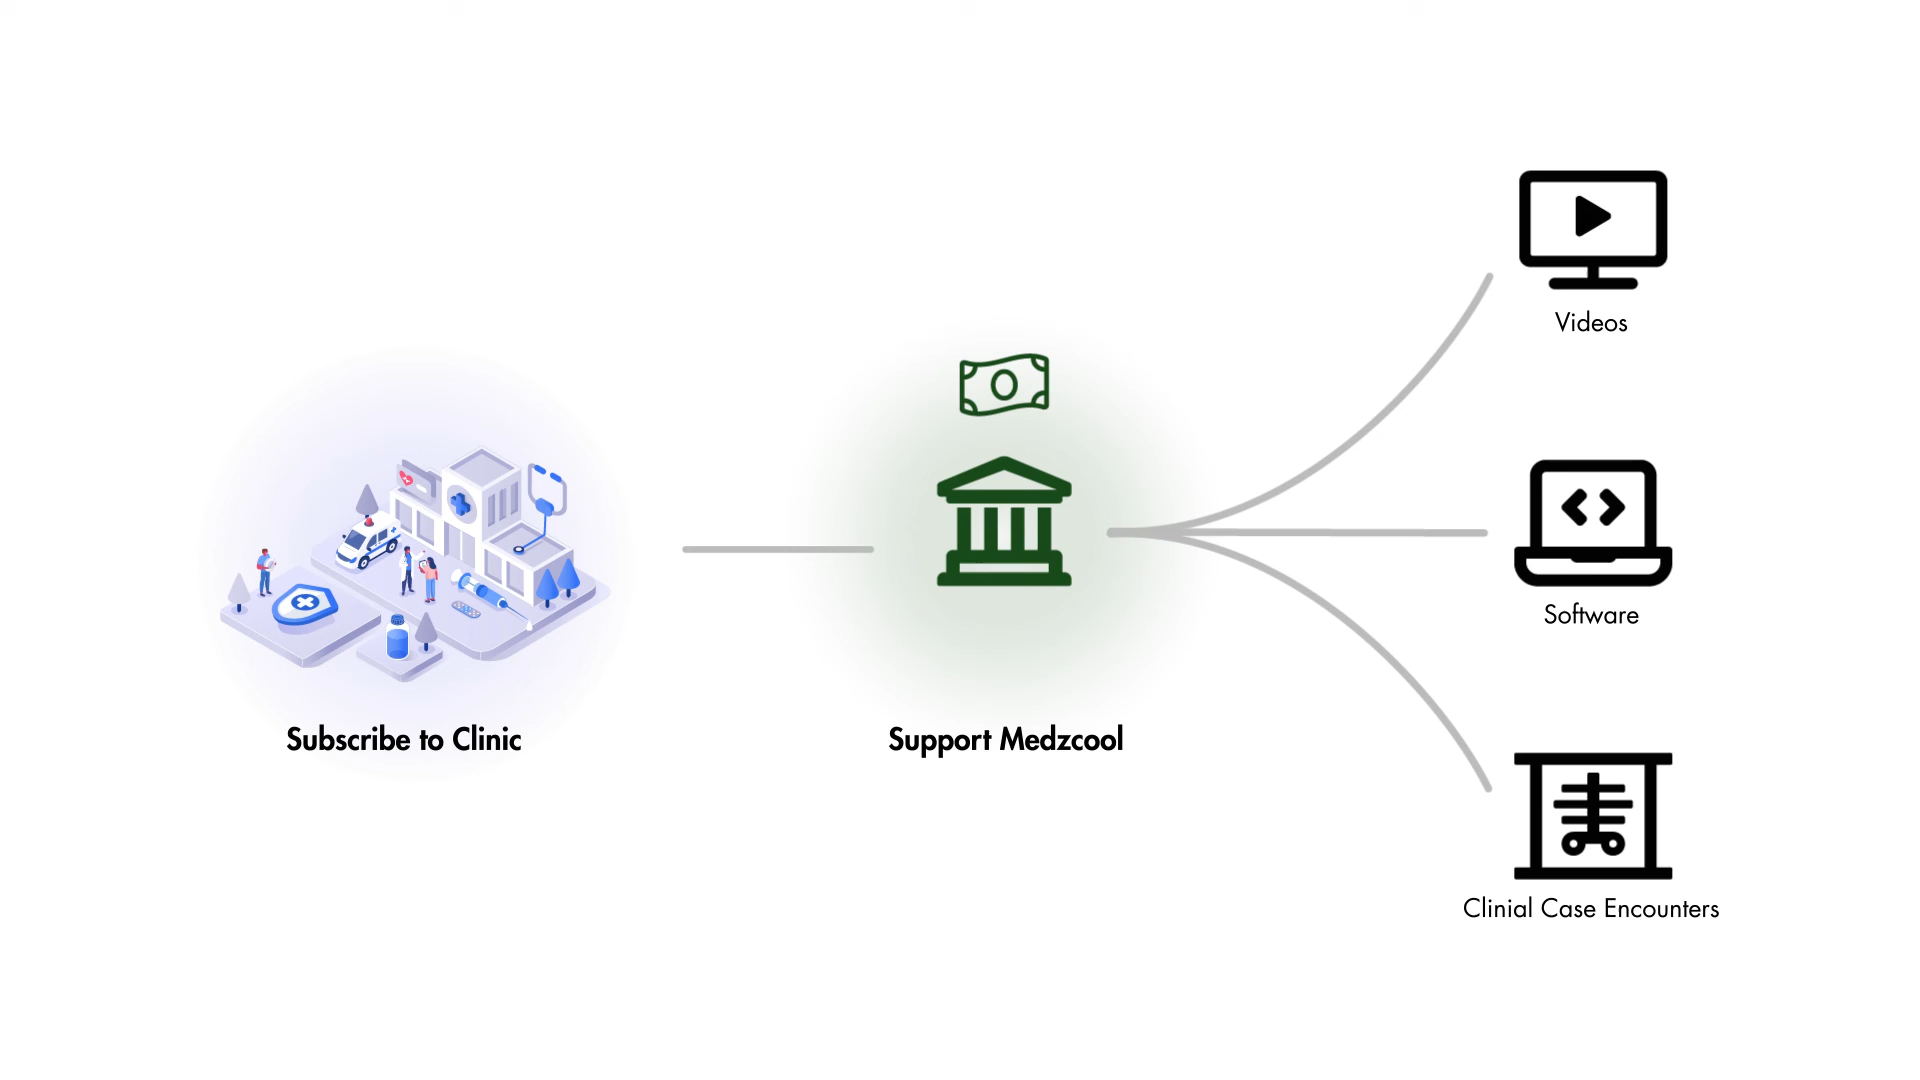 Videos
Software
Subscribe to Clinic
Support Medzcool
Clinial Case Encounters